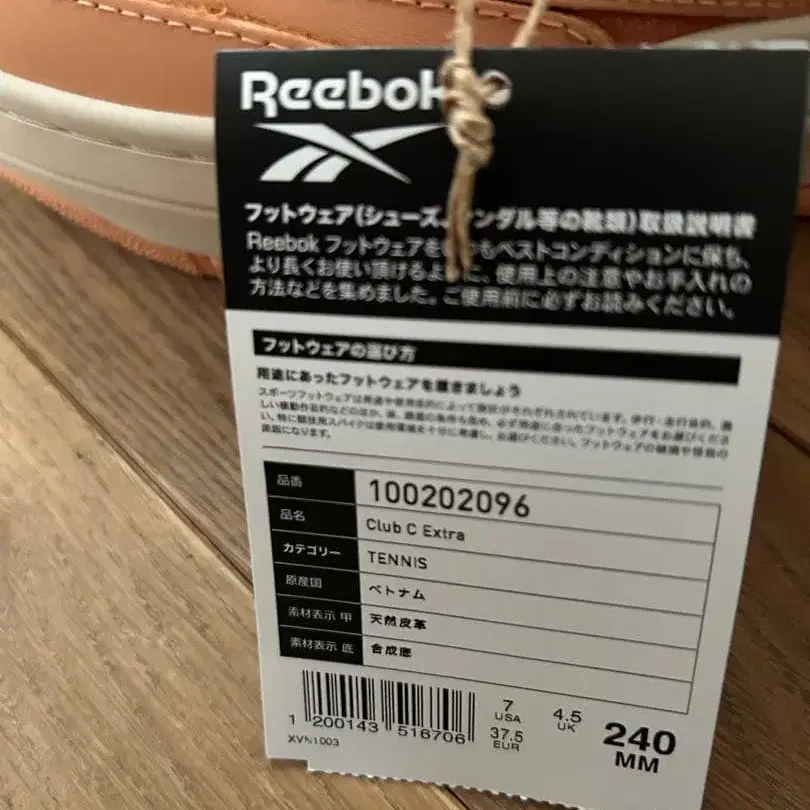 Reebok
フットウェア(シューズ、サンダル等の靴類)取扱説明書
Reebok フットウェアをいつもベストコンディションに保ち、
より長くお使い頂けるように、使用上の注意やお手入れの
方法などを集めました。ご使用前に必ずお読みください。
フットウェアの選び方
用途にあったフットウェアを履きましょう
品番 100202096
品名 Club C Extra
カテゴリー TENNIS
原産国 ベトナム
素材表示 甲 天然皮革
素材表示 底 合成底
1 200143 516706
XVN1003
7 USA
4.5 UK
37.5 EUR
240 MM